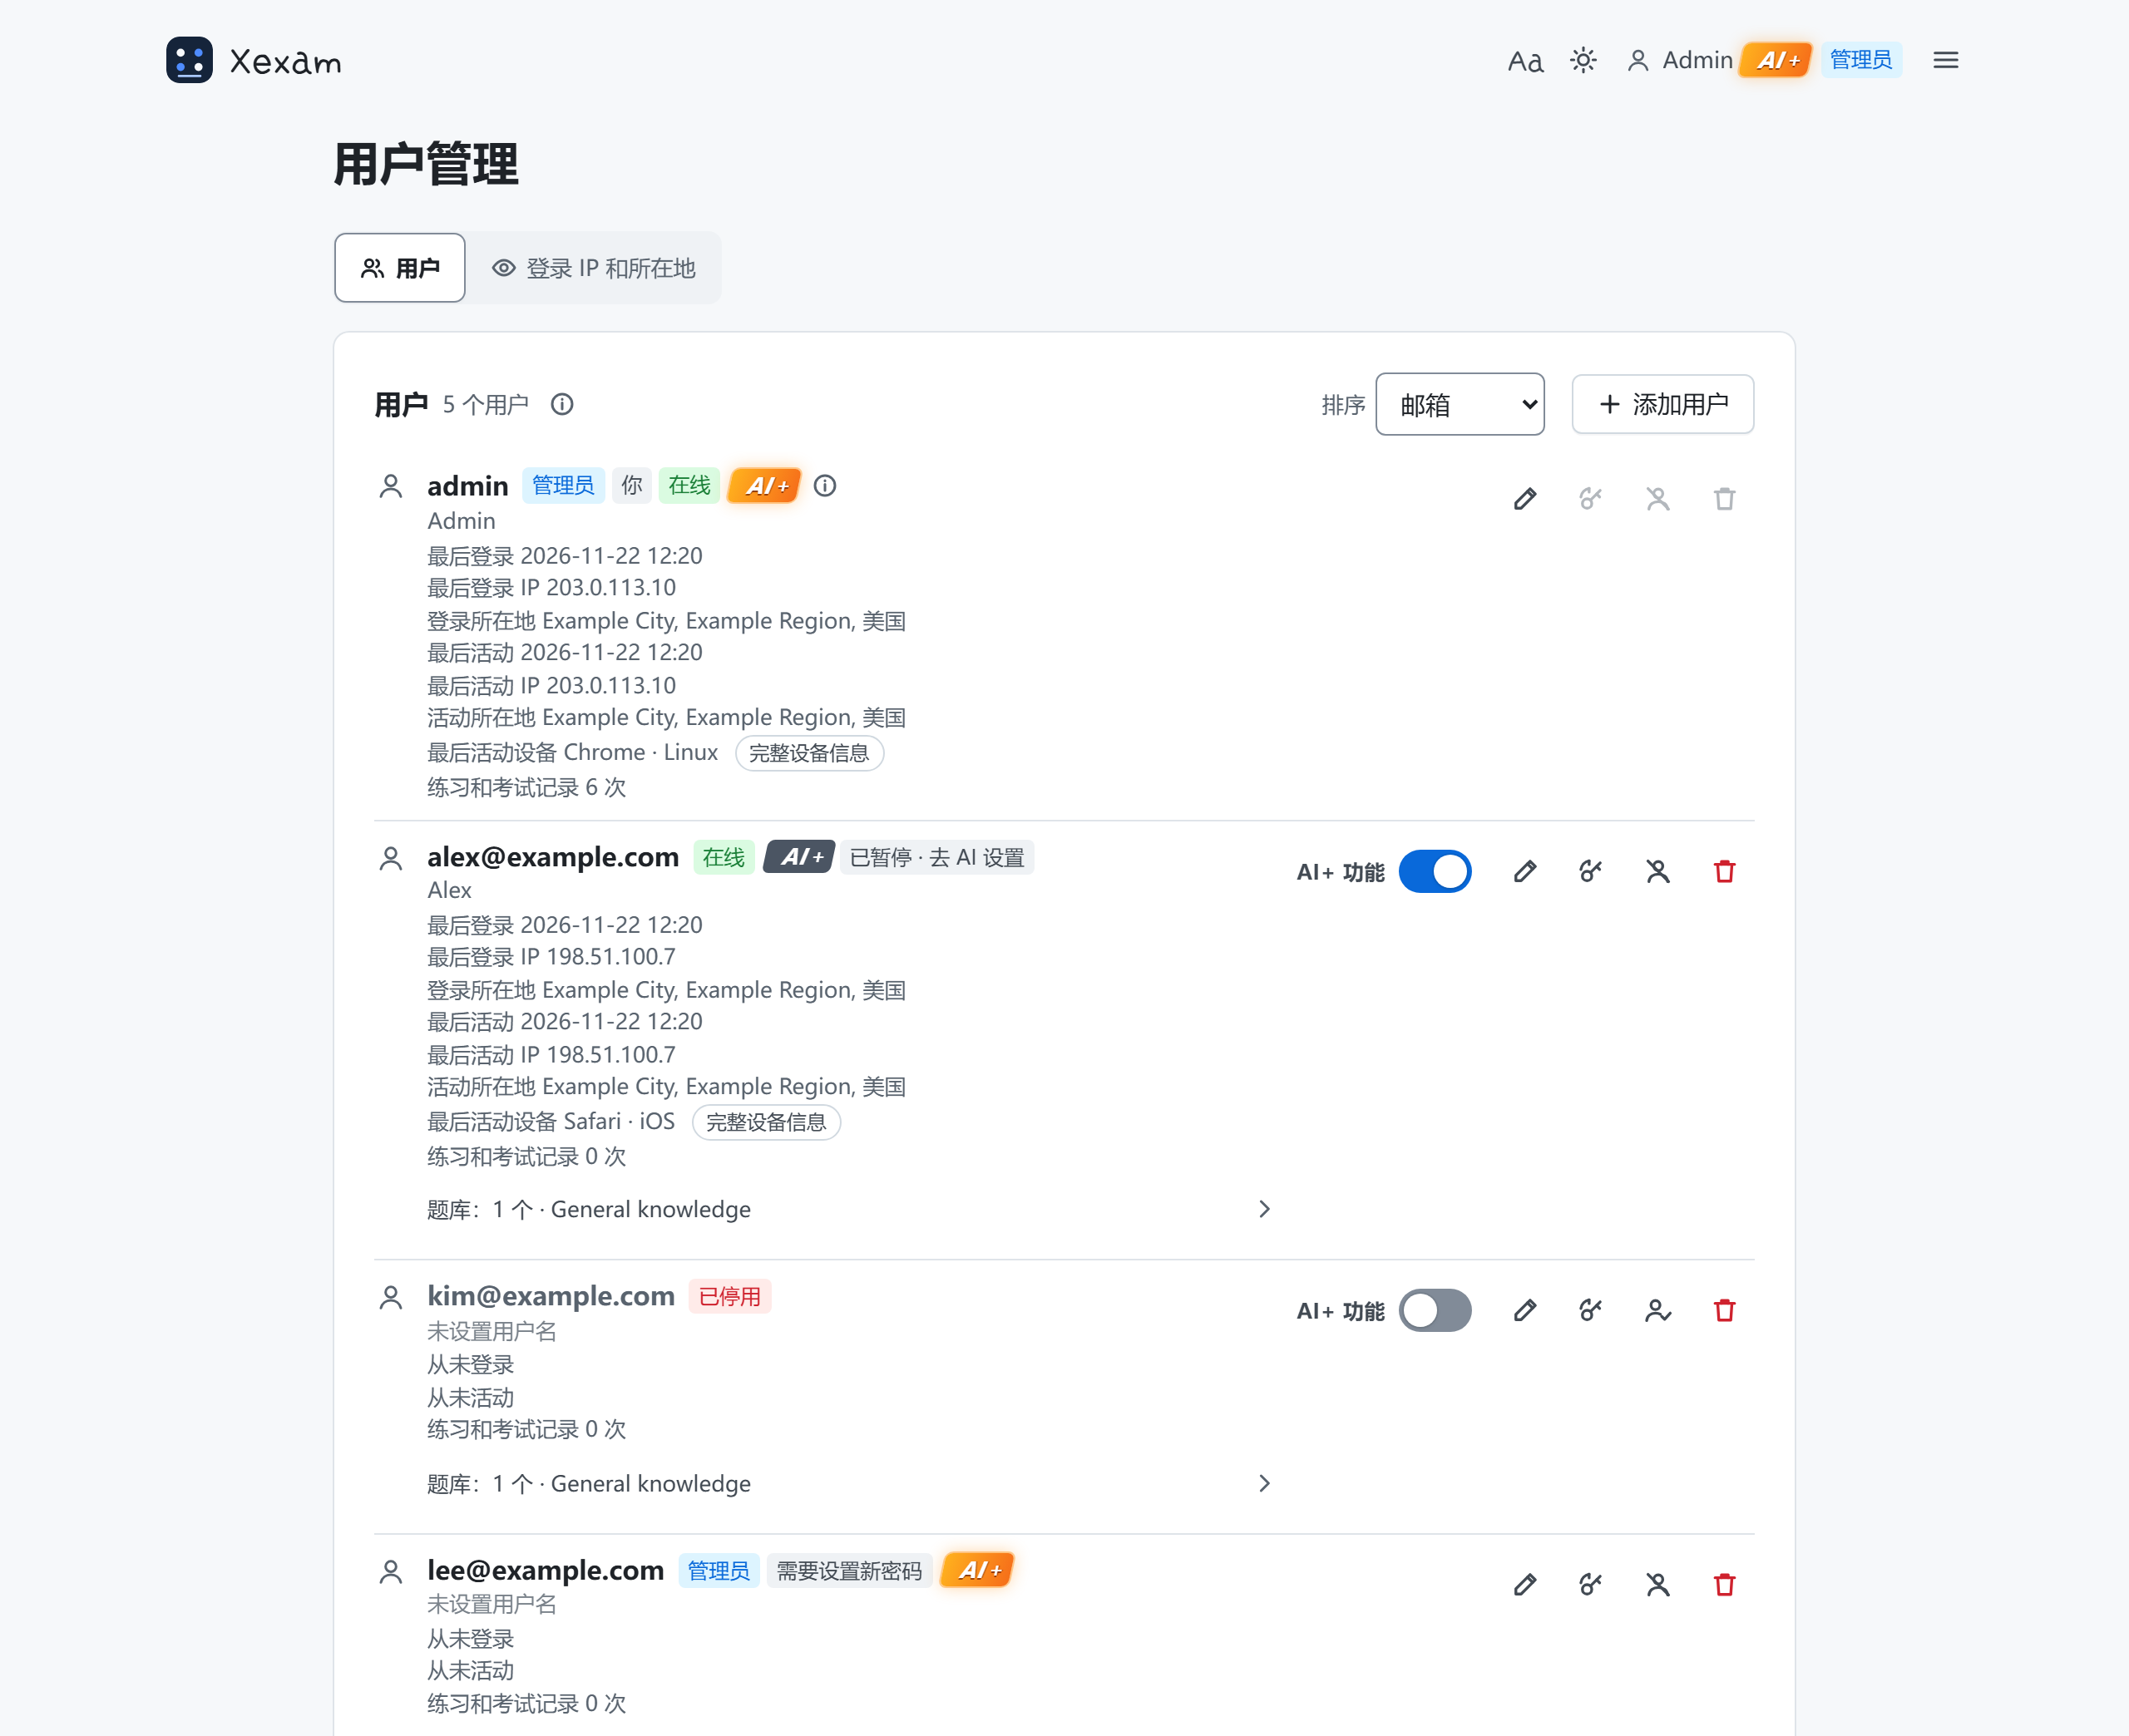 Xexam
Aa Admin AI+ 管理员
用户管理
用户 登录 IP 和所在地
用户 5 个用户 排序 邮箱 添加用户
admin 管理员 你 在线 AI+
Admin
最后登录 2026-11-22 12:20
最后登录 IP 203.0.113.10
登录所在地 Example City, Example Region, 美国
最后活动 2026-11-22 12:20
最后活动 IP 203.0.113.10
活动所在地 Example City, Example Region, 美国
最后活动设备 Chrome · Linux 完整设备信息
练习和考试记录 6 次
alex@example.com 在线 AI+ 已暂停 · 去 AI 设置 AI+ 功能
Alex
最后登录 2026-11-22 12:20
最后登录 IP 198.51.100.7
登录所在地 Example City, Example Region, 美国
最后活动 2026-11-22 12:20
最后活动 IP 198.51.100.7
活动所在地 Example City, Example Region, 美国
最后活动设备 Safari · iOS 完整设备信息
练习和考试记录 0 次
题库：1 个 · General knowledge
kim@example.com 已停用 AI+ 功能
未设置用户名
从未登录
从未活动
练习和考试记录 0 次
题库：1 个 · General knowledge
lee@example.com 管理员 需要设置新密码 AI+
未设置用户名
从未登录
从未活动
练习和考试记录 0 次